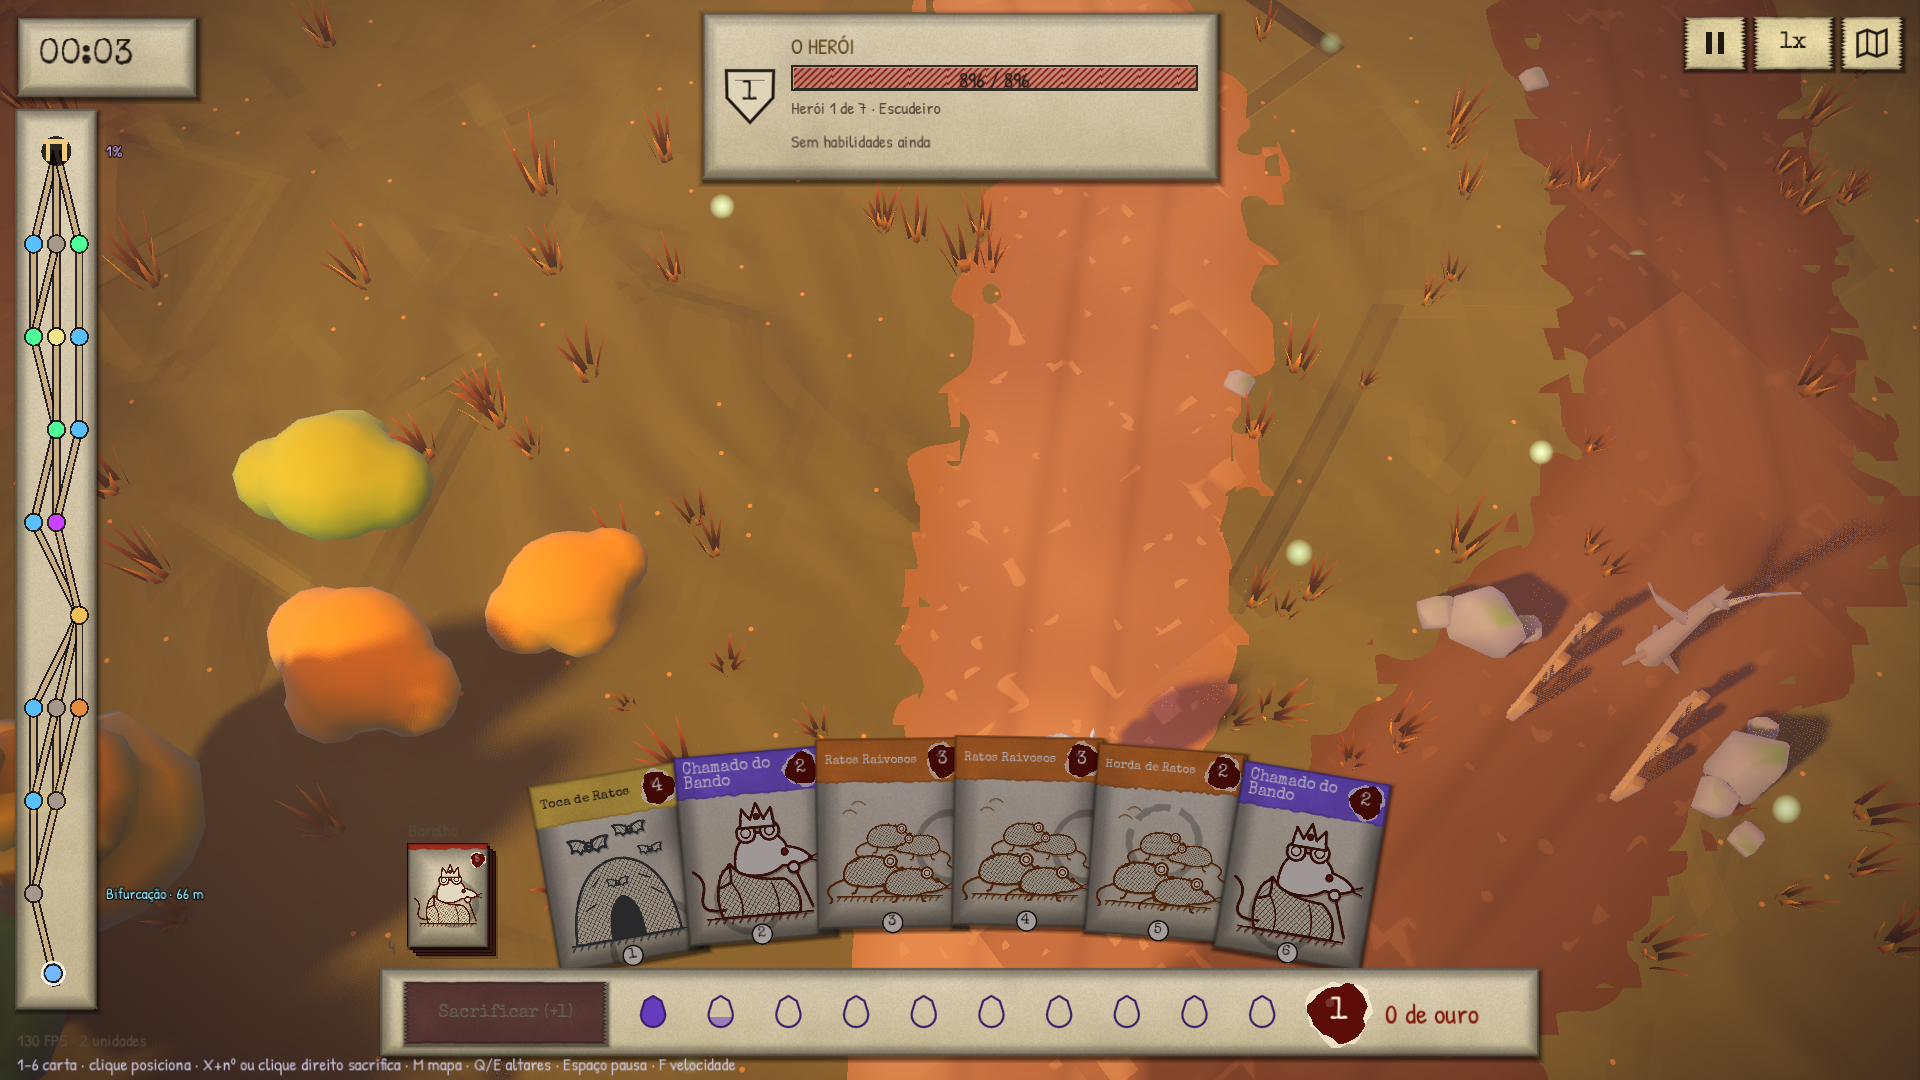 00:03
O HERÓI
1
896 / 896
Herói 1 de 7 · Escudeiro
Sem habilidades ainda
1x
1%
Bifurcação · 66 m
Baralho
4
Toca de Ratos
4
1
Chamado do
Bando
2
2
Ratos Raivosos
3
3
Ratos Raivosos
3
4
Horda de Ratos
2
5
Chamado do
Bando
2
6
Sacrificar (+1)
1
0 de ouro
130 FPS · 2 unidades
1-6 carta · clique posiciona · X+nº ou clique direito sacrifica · M mapa · Q/E altares · Espaço pausa · F velocidade